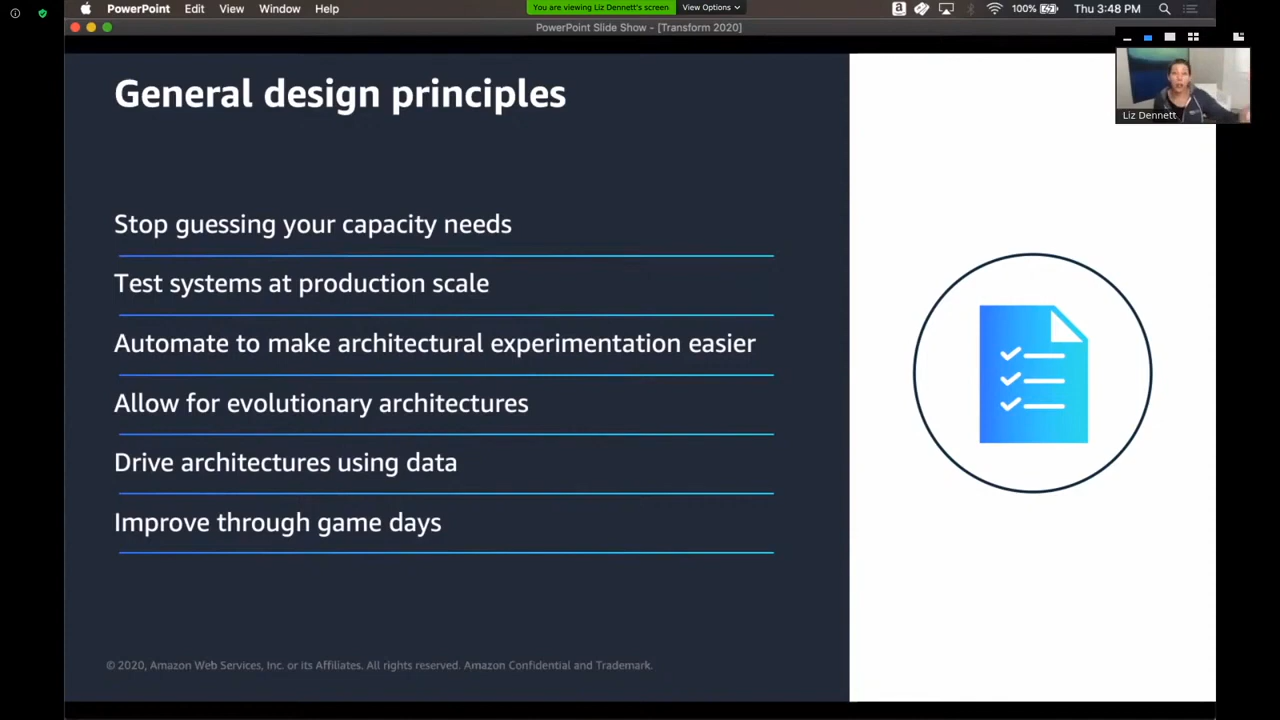 PowerPoint Edit View Window Help
You are viewing Liz Dennett's screen View Options
100% Thu 3:48 PM
PowerPoint Slide Show - [Transform 2020]
General design principles
Liz Dennett
Stop guessing your capacity needs
Test systems at production scale
Automate to make architectural experimentation easier
Allow for evolutionary architectures
Drive architectures using data
Improve through game days
© 2020, Amazon Web Services, Inc. or its Affiliates. All rights reserved. Amazon Confidential and Trademark.